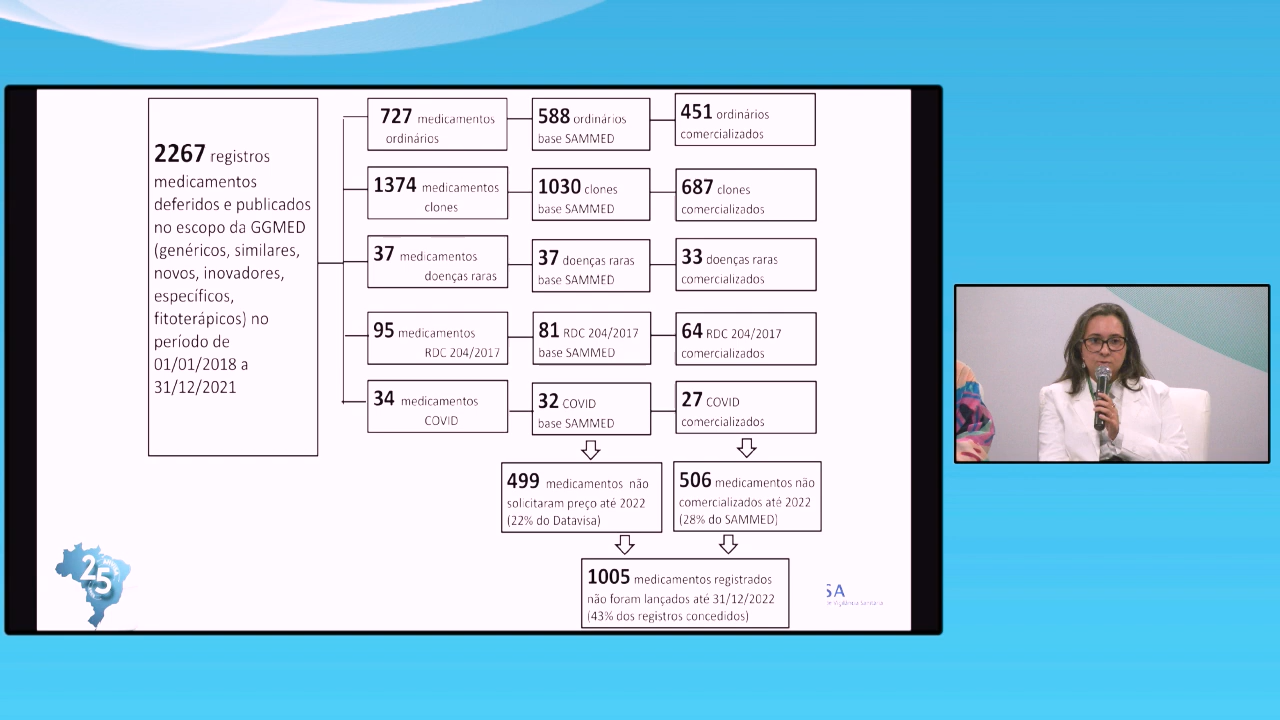 2267 registros
medicamentos
deferidos e publicados
no escopo da GGMED
(genéricos, similares,
novos, inovadores,
específicos,
fitoterápicos) no
período de
01/01/2018 a
31/12/2021
727 medicamentos
ordinários
588 ordinários
base SAMMED
451 ordinários
comercializados
1374 medicamentos
clones
1030 clones
base SAMMED
687 clones
comercializados
37 medicamentos
doenças raras
37 doenças raras
base SAMMED
33 doenças raras
comercializados
95 medicamentos
RDC 204/2017
81 RDC 204/2017
base SAMMED
64 RDC 204/2017
comercializados
34 medicamentos
COVID
32 COVID
base SAMMED
27 COVID
comercializados
499 medicamentos não
solicitaram preço até 2022
(22% do Datavisa)
506 medicamentos não
comercializados até 2022
(28% do SAMMED)
1005 medicamentos registrados
não foram lançados até 31/12/2022
(43% dos registros concedidos)
25
SA
de Vigilância Sanitária